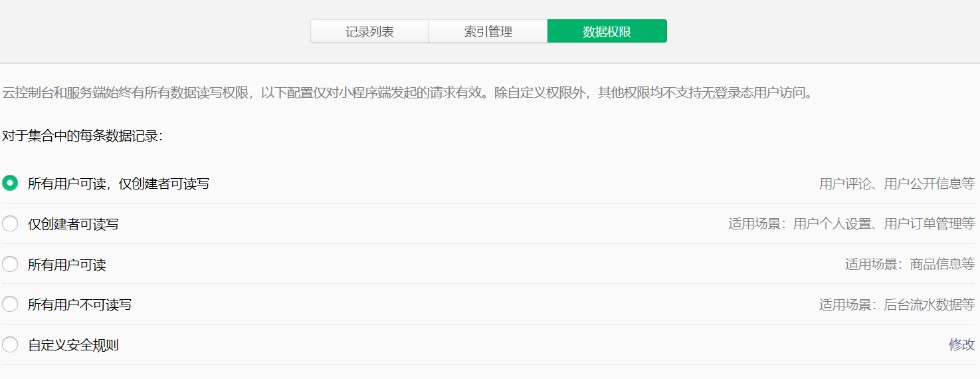 记录列表 索引管理 数据权限
云控制台和服务端始终有所有数据读写权限，以下配置仅对小程序端发起的请求有效。除自定义权限外，其他权限均不支持无登录态用户访问。
对于集合中的每条数据记录：
所有用户可读，仅创建者可读写 用户评论、用户公开信息等
仅创建者可读写 适用场景：用户个人设置、用户订单管理等
所有用户可读 适用场景：商品信息等
所有用户不可读写 适用场景：后台流水数据等
自定义安全规则 修改